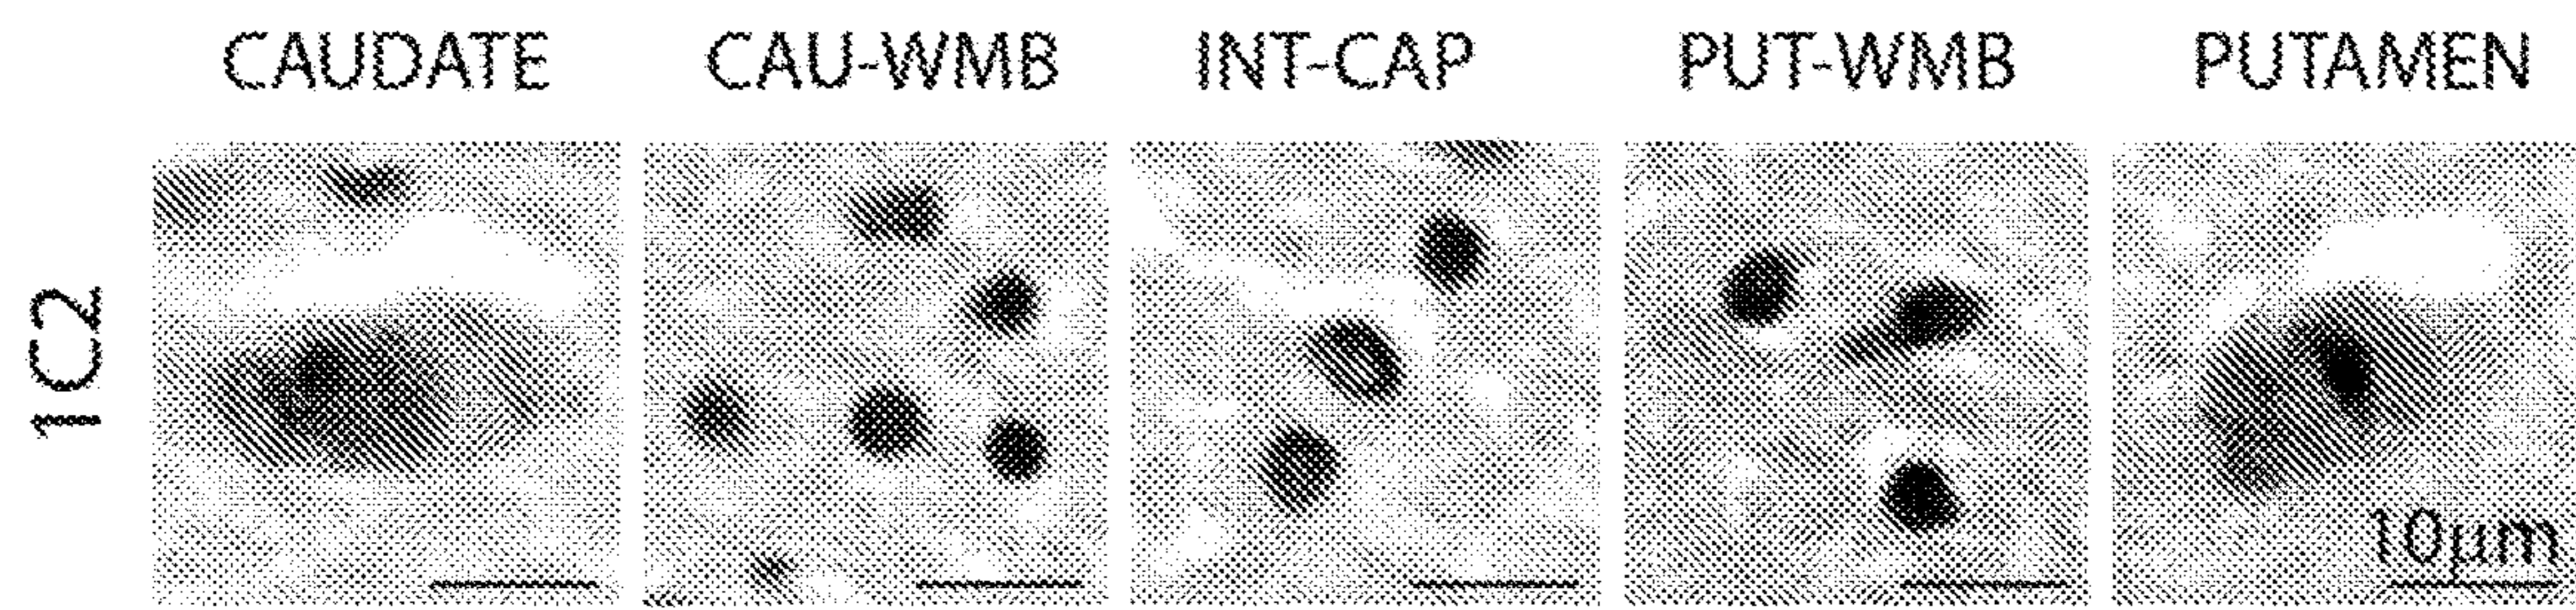 CAUDATE CAU-WMB INT-CAP PUT-WMB PUTAMEN
1C2
10µm